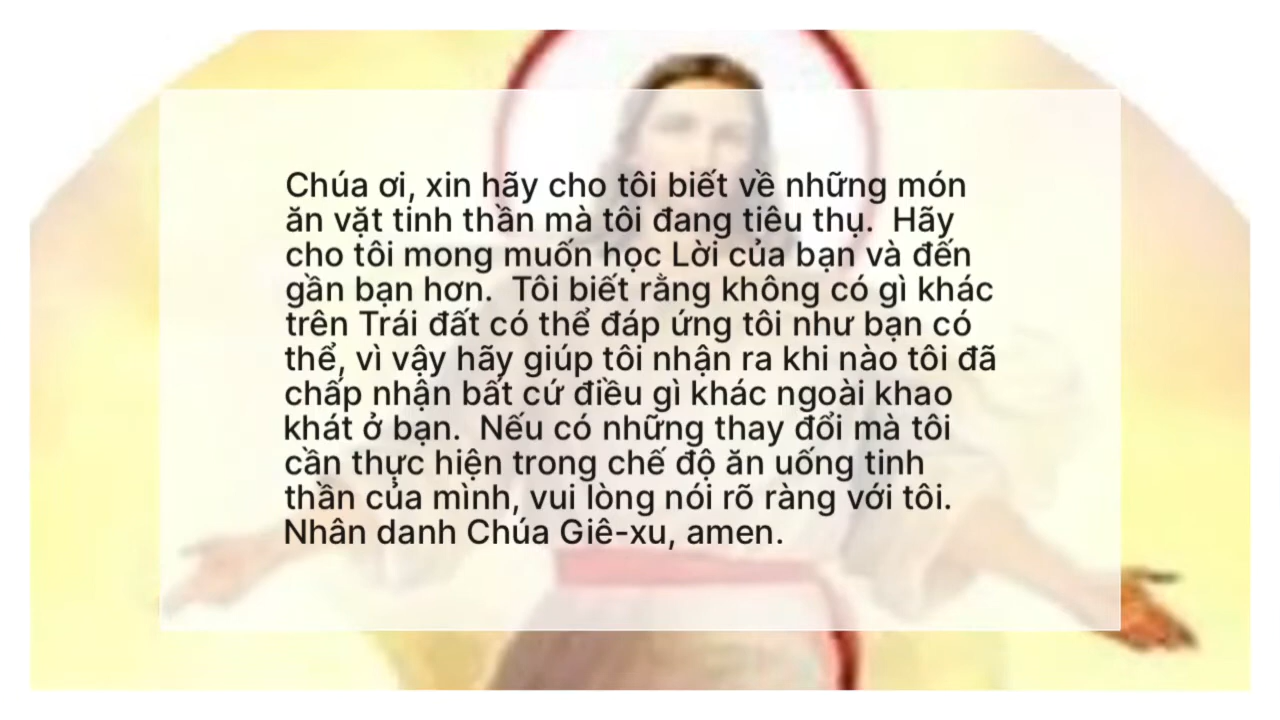 Chúa ơi, xin hãy cho tôi biết về những món
ăn vặt tinh thần mà tôi đang tiêu thụ.  Hãy
cho tôi mong muốn học Lời của bạn và đến
gần bạn hơn.  Tôi biết rằng không có gì khác
trên Trái đất có thể đáp ứng tôi như bạn có
thể, vì vậy hãy giúp tôi nhận ra khi nào tôi đã
chấp nhận bất cứ điều gì khác ngoài khao
khát ở bạn.  Nếu có những thay đổi mà tôi
cần thực hiện trong chế độ ăn uống tinh
thần của mình, vui lòng nói rõ ràng với tôi.
Nhân danh Chúa Giê-xu, amen.